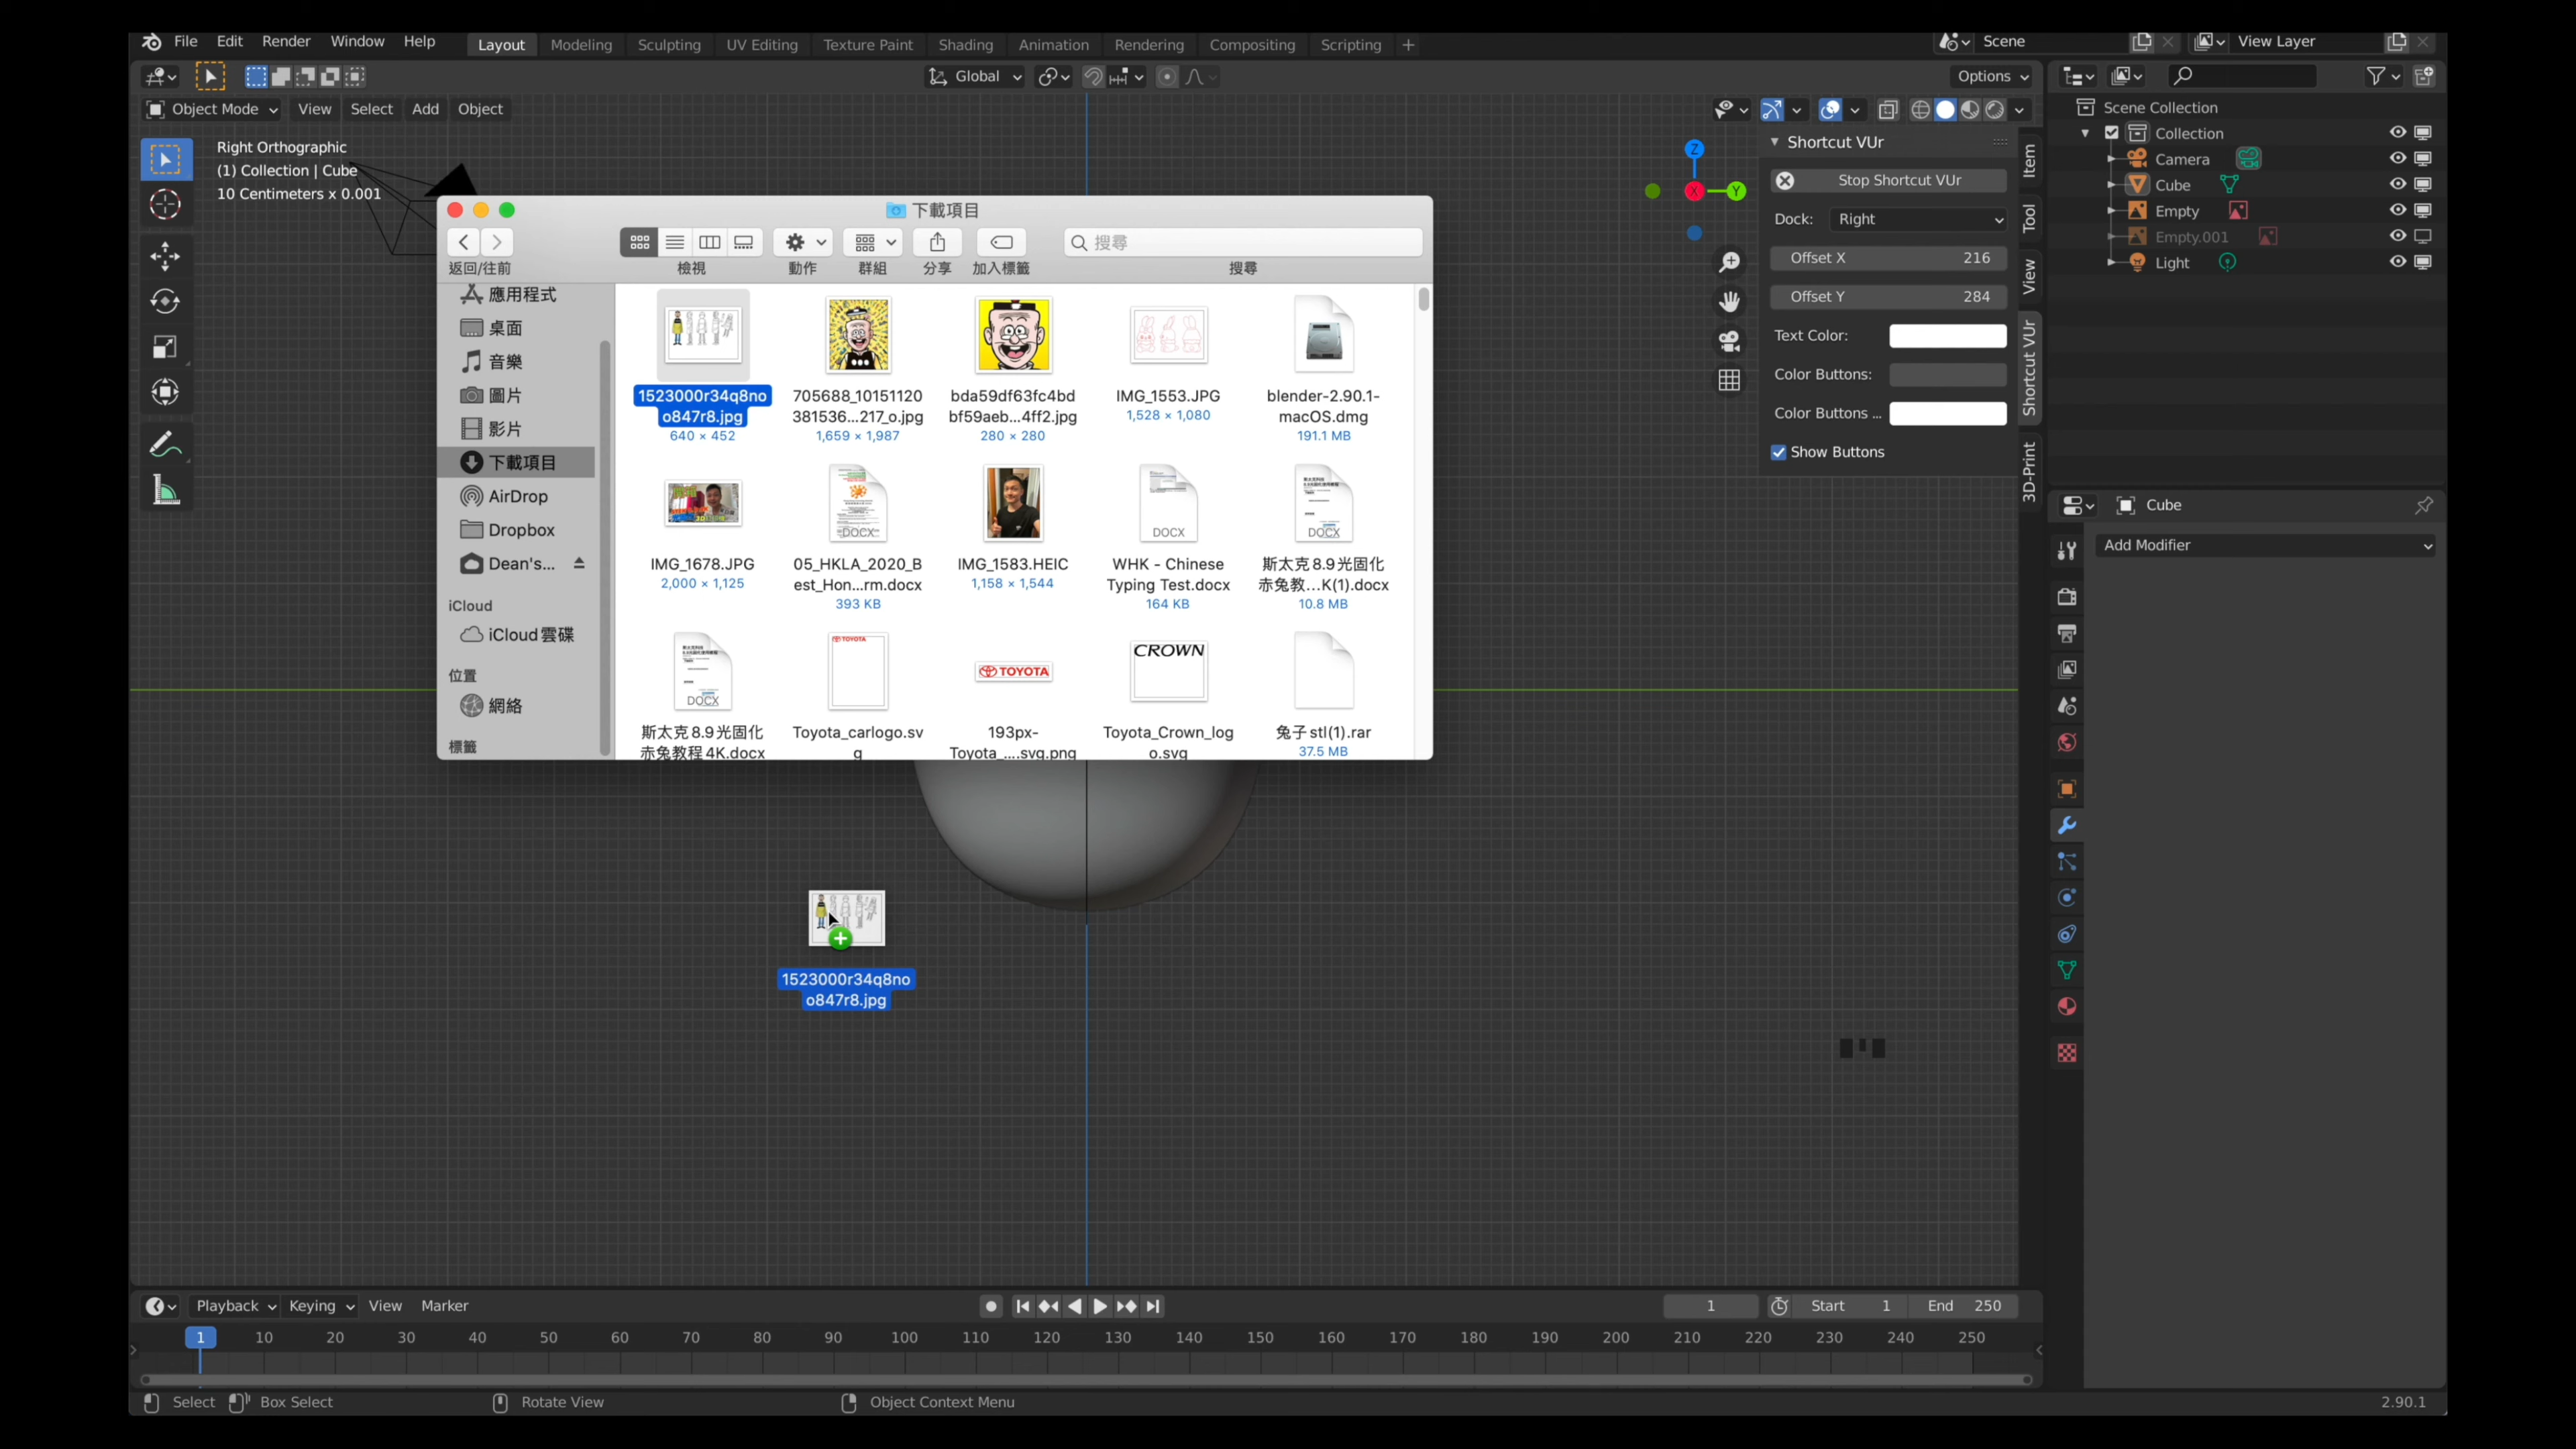 File Edit Render Window Help Layout Modeling Sculpting UV Editing Texture Paint Shading Animation Rendering Compositing Scripting + Scene View Layer
Global Options
Object Mode View Select Add Object
Right Orthographic
(1) Collection | Cube
10 Centimeters x 0.001
Z
X
Y
Shortcut VUr
Stop Shortcut VUr
Dock: Right
Offset X 216
Offset Y 284
Text Color:
Color Buttons:
Color Buttons ...
Show Buttons
Item
Tool
View
Shortcut VUr
3D-Print
Scene Collection
Collection
Camera
Cube
Empty
Empty.001
Light
Cube
Add Modifier
下載項目
搜尋
返回/往前 檢視 動作 群組 分享 加入標籤 搜尋
應用程式
桌面
音樂
圖片
影片
下載項目
AirDrop
Dropbox
Dean's...
iCloud
iCloud雲碟
位置
網絡
標籤
1523000r34q8no
o847r8.jpg
640 × 452
705688_10151120
381536...217_o.jpg
1,659 × 1,987
bda59df63fc4bd
bf59aeb...4ff2.jpg
280 × 280
IMG_1553.JPG
1,528 × 1,080
blender-2.90.1-
macOS.dmg
191.1 MB
IMG_1678.JPG
2,000 × 1,125
DOCX
05_HKLA_2020_B
est_Hon...rm.docx
393 KB
IMG_1583.HEIC
1,158 × 1,544
DOCX
WHK - Chinese
Typing Test.docx
164 KB
DOCX
斯太克8.9光固化
赤兔教...K(1).docx
10.8 MB
DOCX
斯太克8.9光固化
赤兔教程4K.docx
TOYOTA
Toyota_carlogo.sv
g
TOYOTA
193px-
Toyota_....svg.png
CROWN
Toyota_Crown_log
o.svg
兔子stl(1).rar
37.5 MB
1523000r34q8no
o847r8.jpg
Playback Keying View Marker 1 Start 1 End 250
1 10 20 30 40 50 60 70 80 90 100 110 120 130 140 150 160 170 180 190 200 210 220 230 240 250
Select Box Select Rotate View Object Context Menu 2.90.1